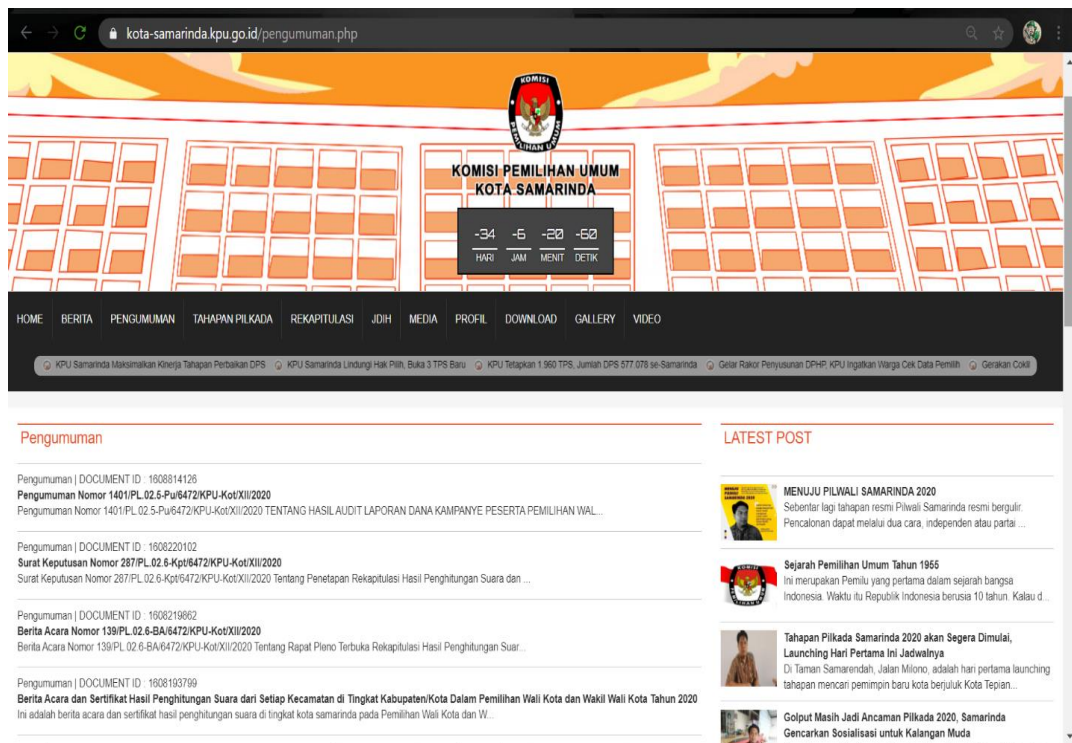 kota-samarinda.kpu.go.id/pengumuman.php
KOMISI
PEMILIHAN UMUM
KOMISI PEMILIHAN UMUM
KOTA SAMARINDA
-34 -6 -20 -60
HARI JAM MENIT DETIK
HOME BERITA PENGUMUMAN TAHAPAN PILKADA REKAPITULASI JDIH MEDIA PROFIL DOWNLOAD GALLERY VIDEO
KPU Samarinda Maksimalkan Kinerja Tahapan Perbaikan DPS KPU Samarinda Lindungi Hak Pilih, Buka 3 TPS Baru KPU Tetapkan 1.960 TPS, Jumlah DPS 577.078 se-Samarinda Gelar Rakor Penyusunan DPHP, KPU Ingatkan Warga Cek Data Pemilih Gerakan Cokli
Pengumuman
Pengumuman | DOCUMENT ID : 1608814126
Pengumuman Nomor 1401/PL.02.5-Pu/6472/KPU-Kot/XII/2020
Pengumuman Nomor 1401/PL.02.5-Pu/6472/KPU-Kot/XII/2020 TENTANG HASIL AUDIT LAPORAN DANA KAMPANYE PESERTA PEMILIHAN WAL...
Pengumuman | DOCUMENT ID : 1608220102
Surat Keputusan Nomor 287/PL.02.6-Kpt/6472/KPU-Kot/XII/2020
Surat Keputusan Nomor 287/PL.02.6-Kpt/6472/KPU-Kot/XII/2020 Tentang Penetapan Rekapitulasi Hasil Penghitungan Suara dan ...
Pengumuman | DOCUMENT ID : 1608219862
Berita Acara Nomor 139/PL.02.6-BA/6472/KPU-Kot/XII/2020
Berita Acara Nomor 139/PL.02.6-BA/6472/KPU-Kot/XII/2020 Tentang Rapat Pleno Terbuka Rekapitulasi Hasil Penghitungan Suar...
Pengumuman | DOCUMENT ID : 1608193799
Berita Acara dan Sertifikat Hasil Penghitungan Suara dari Setiap Kecamatan di Tingkat Kabupaten/Kota Dalam Pemilihan Wali Kota dan Wakil Wali Kota Tahun 2020
Ini adalah berita acara dan sertifikat hasil penghitungan suara di tingkat kota samarinda pada Pemilihan Wali Kota dan W...
LATEST POST
MENUJU PILWALI SAMARINDA 2020
Sebentar lagi tahapan resmi Pilwali Samarinda resmi bergulir.
Pencalonan dapat melalui dua cara, independen atau partai ...
Sejarah Pemilihan Umum Tahun 1955
Ini merupakan Pemilu yang pertama dalam sejarah bangsa
Indonesia. Waktu itu Republik Indonesia berusia 10 tahun. Kalau d...
Tahapan Pilkada Samarinda 2020 akan Segera Dimulai,
Launching Hari Pertama Ini Jadwalnya
Di Taman Samarendah, Jalan Milono, adalah hari pertama launching
tahapan mencari pemimpin baru kota berjuluk Kota Tepian...
Golput Masih Jadi Ancaman Pilkada 2020, Samarinda
Gencarkan Sosialisasi untuk Kalangan Muda